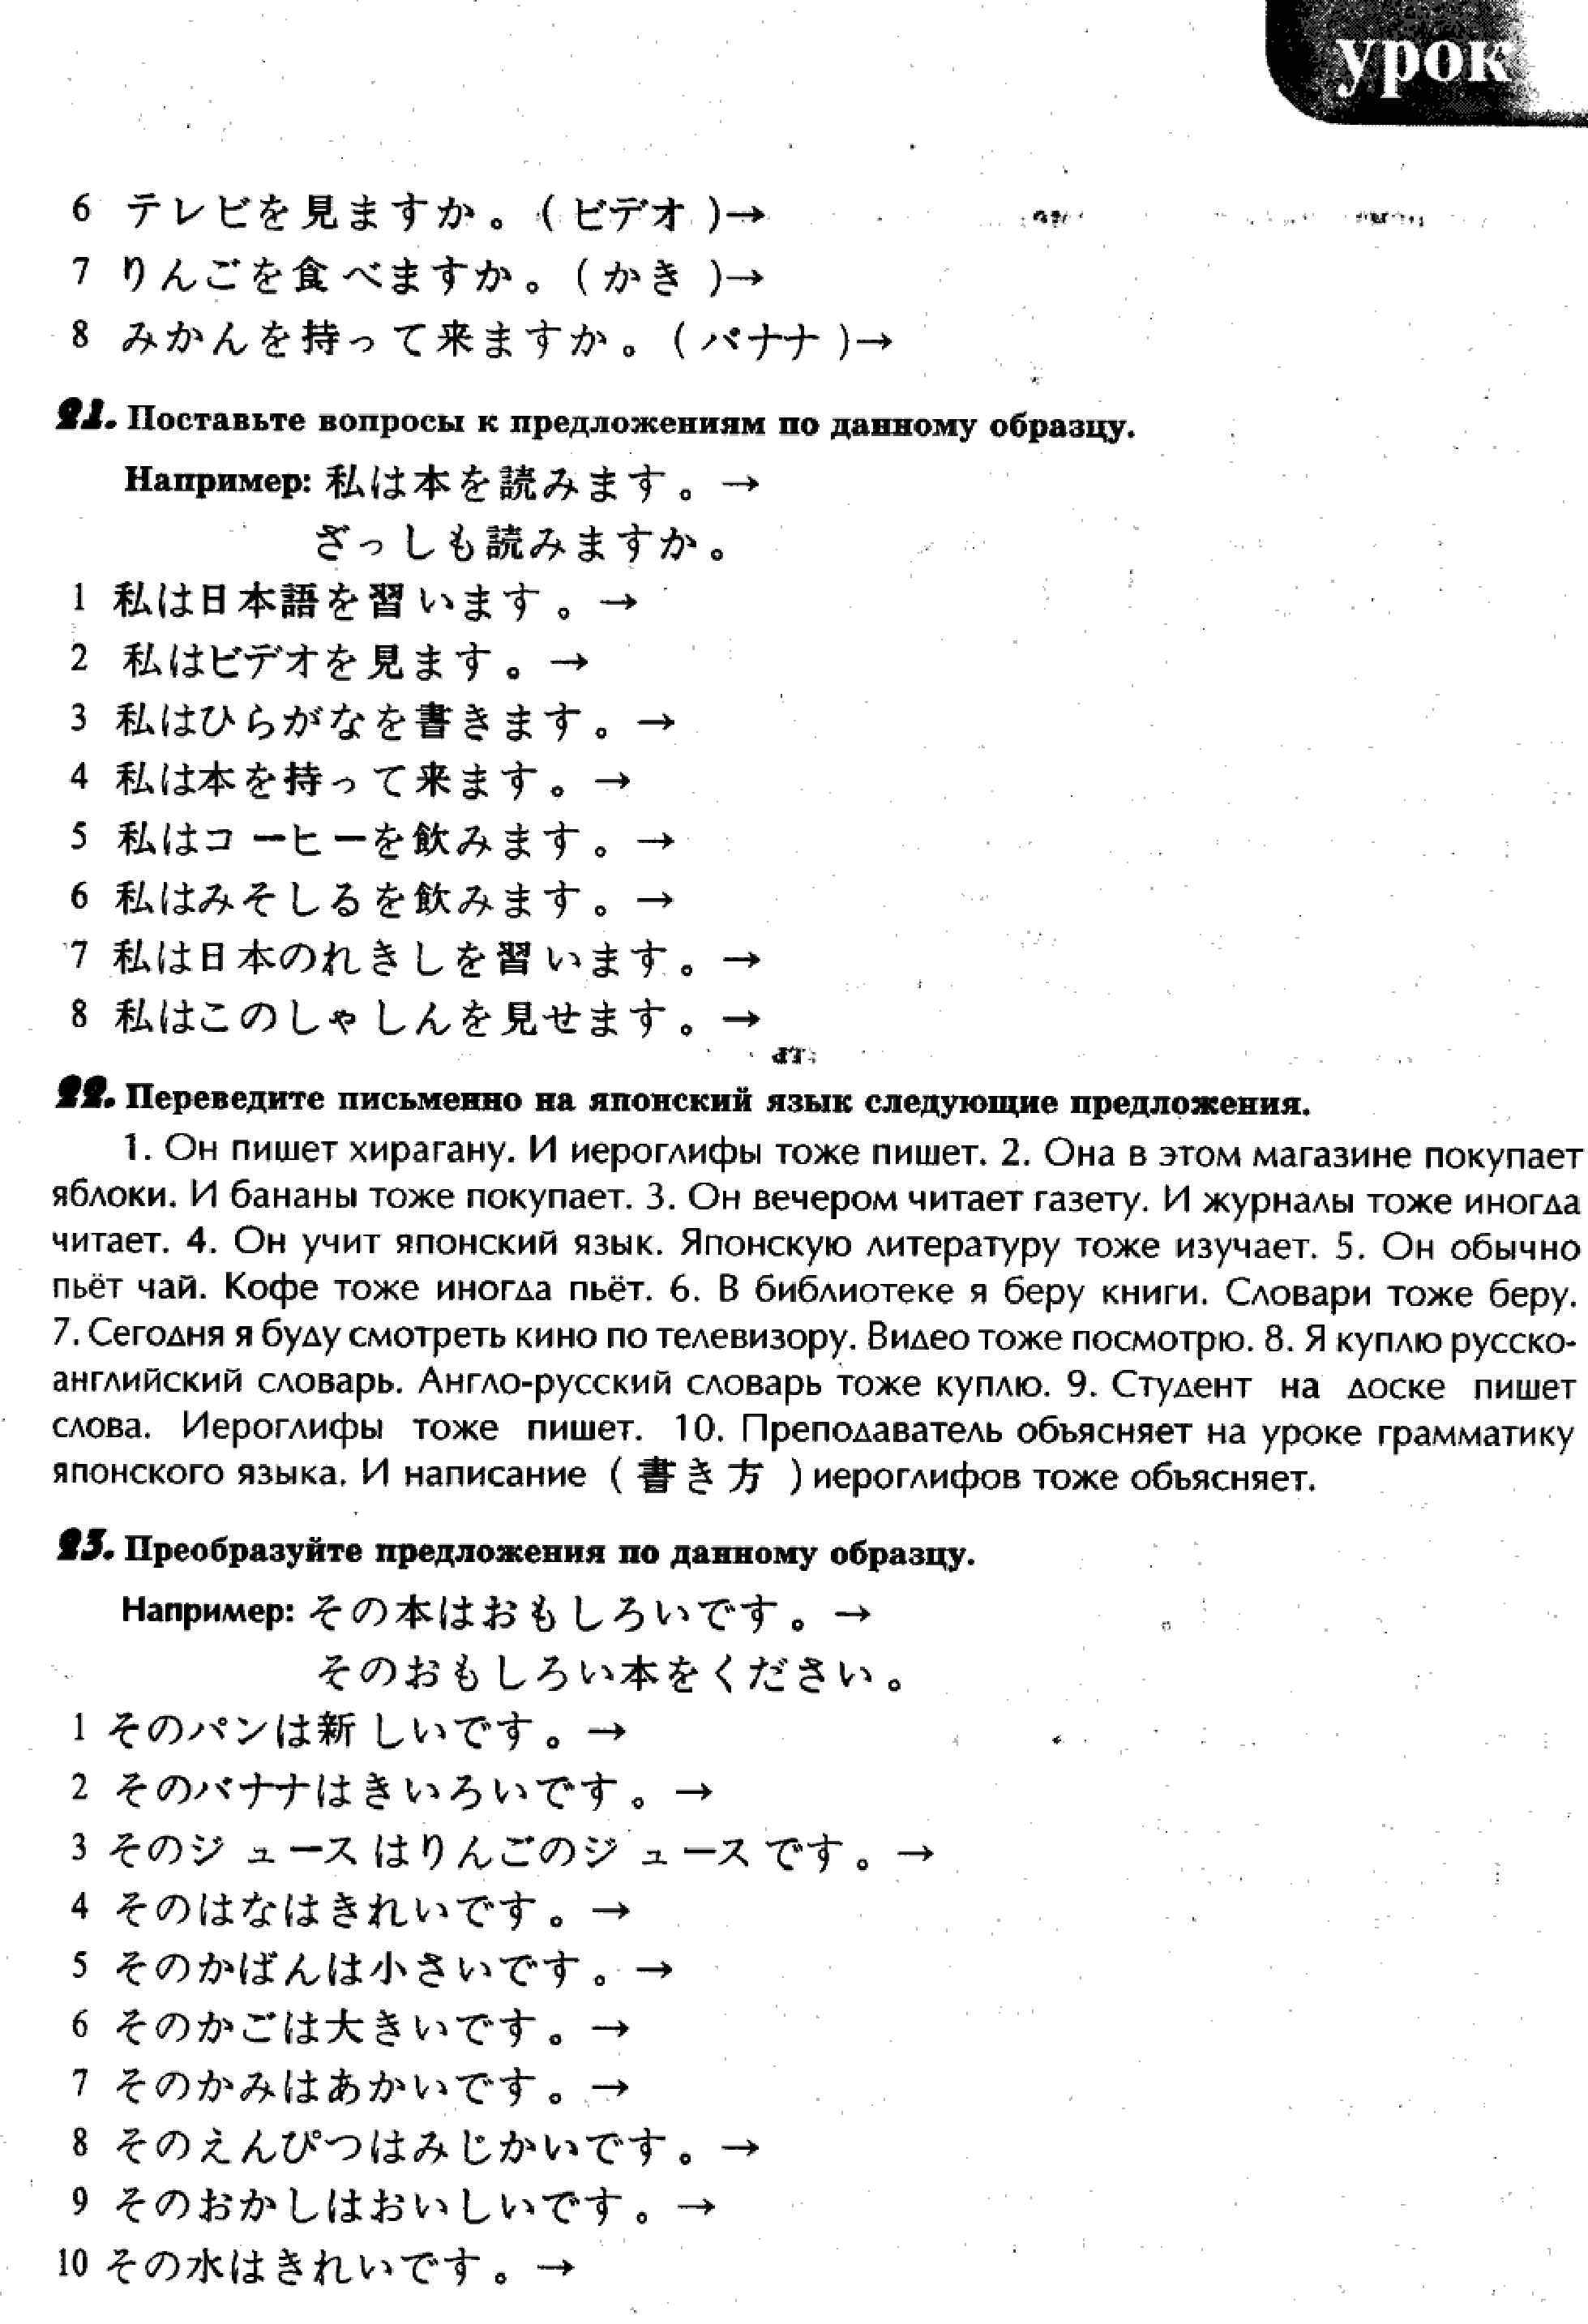 урок
6 テレビを見ますか。( ビデオ )→
7 りんごを食べますか。( かき )→
8 みかんを持って来ますか。( バナナ )→
21. Поставьте вопросы к предложениям по данному образцу.
Например: 私は本を読みます。→
ざっしも読みますか。
1 私は日本語を習います。→
2 私はビデオを見ます。→
3 私はひらがなを書きます。→
4 私は本を持って来ます。→
5 私はコーヒーを飲みます。→
6 私はみそしるを飲みます。→
7 私は日本のれきしを習います。→
8 私はこのしゃしんを見せます。→
22. Переведите письменно на японский язык следующие предложения.
1. Он пишет хирагану. И иероглифы тоже пишет. 2. Она в этом магазине покупает
яблоки. И бананы тоже покупает. 3. Он вечером читает газету. И журналы тоже иногда
читает. 4. Он учит японский язык. Японскую литературу тоже изучает. 5. Он обычно
пьёт чай. Кофе тоже иногда пьёт. 6. В библиотеке я беру книги. Словари тоже беру.
7. Сегодня я буду смотреть кино по телевизору. Видео тоже посмотрю. 8. Я куплю русско-
английский словарь. Англо-русский словарь тоже куплю. 9. Студент на доске пишет
слова. Иероглифы тоже пишет. 10. Преподаватель объясняет на уроке грамматику
японского языка. И написание ( 書き方 ) иероглифов тоже объясняет.
23. Преобразуйте предложения по данному образцу.
Например: その本はおもしろいです。→
そのおもしろい本をください。
1 そのパンは新しいです。→
2 そのバナナはきいろいです。→
3 そのジュースはりんごのジュースです。→
4 そのはなはきれいです。→
5 そのかばんは小さいです。→
6 そのかごは大きいです。→
7 そのかみはあかいです。→
8 そのえんぴつはみじかいです。→
9 そのおかしはおいしいです。→
10 その水はきれいです。→